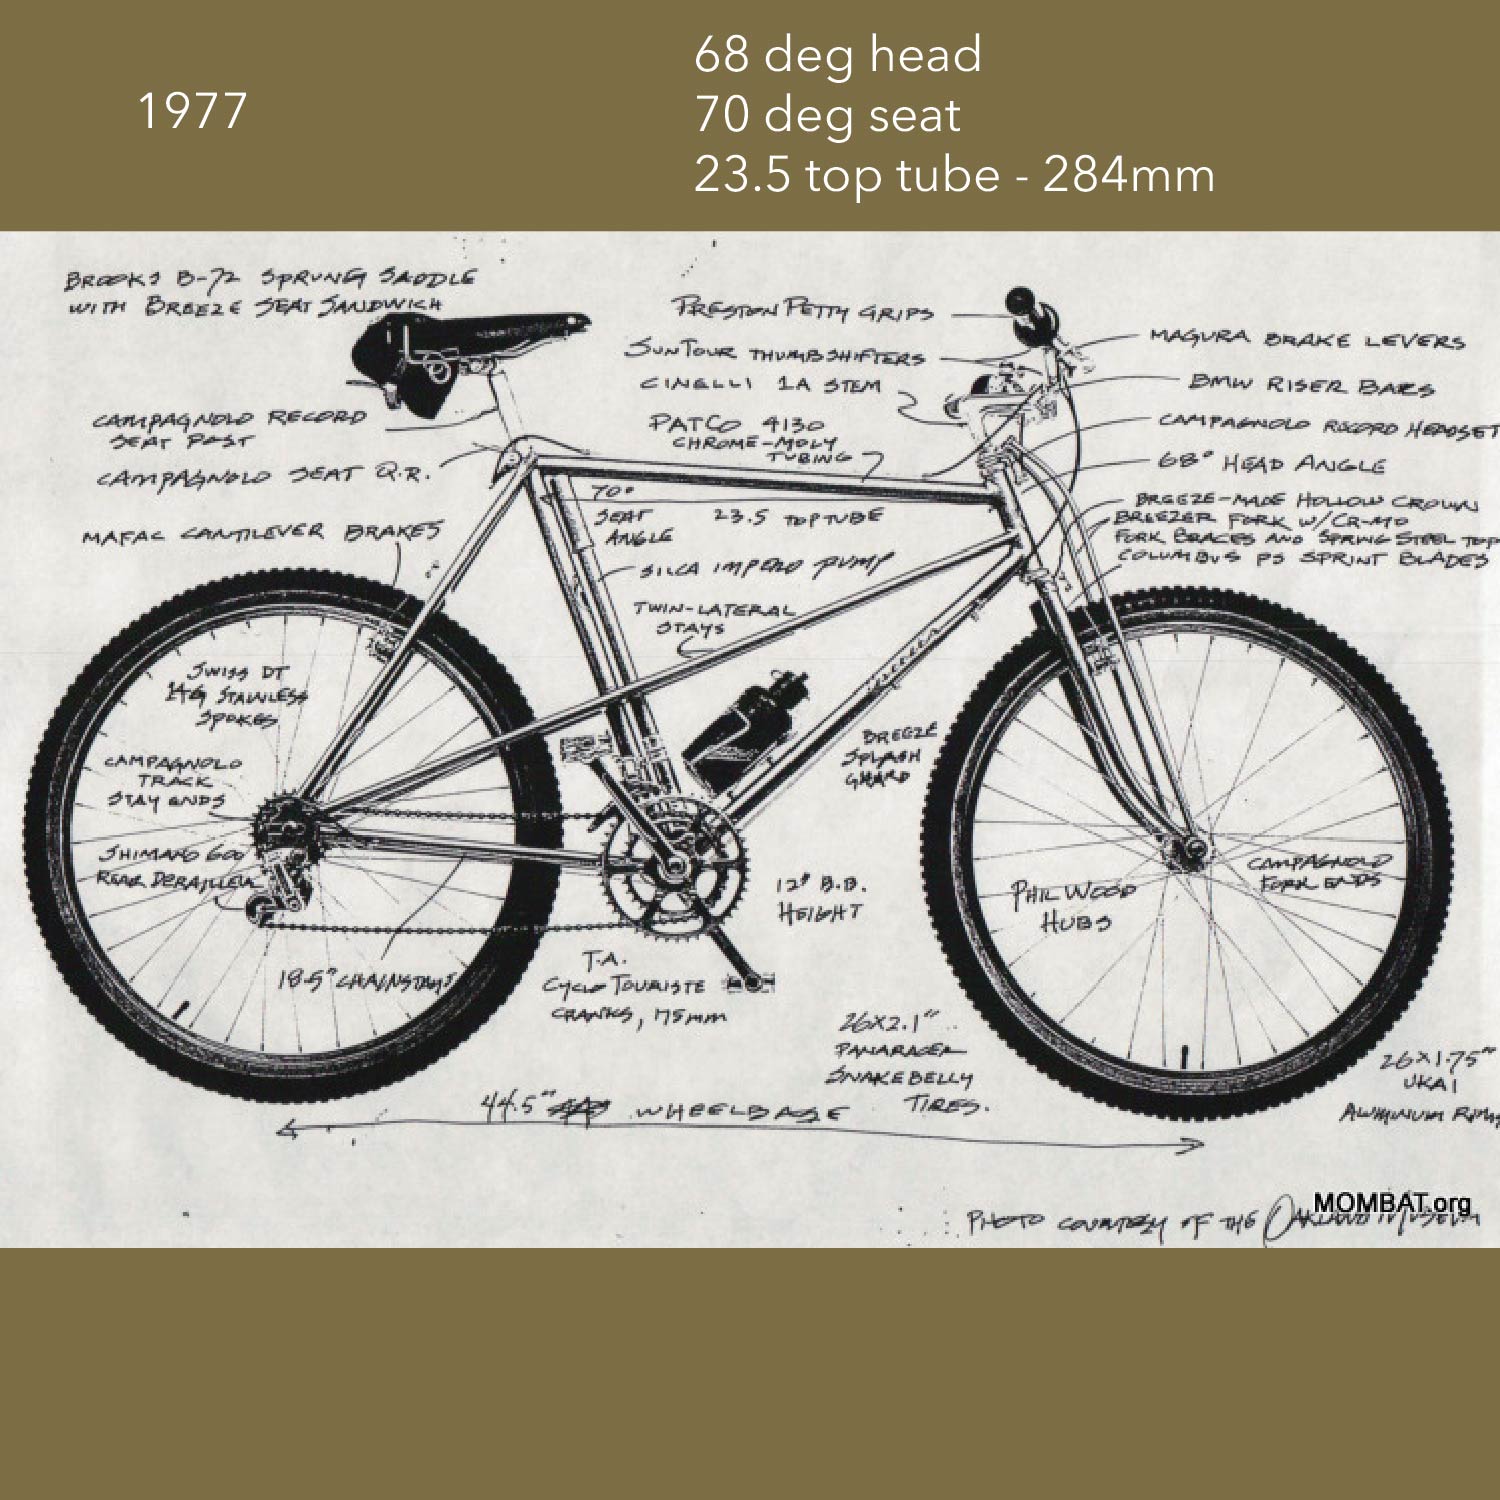 1977
68 deg head
70 deg seat
23.5 top tube - 284mm
BROOKS B-72 SPRUNG SADDLE
WITH BREEZE SEAT SANDWICH
PRESTON PETTY GRIPS
SUNTOUR THUMBSHIFTERS
CINELLI 1A STEM
MAGURA BRAKE LEVERS
BMW RISER BARS
CAMPAGNOLO RECORD
SEAT POST
CAMPAGNOLO SEAT Q.R.
PATCO 4130
CHROME-MOLY
TUBING
CAMPAGNOLO RECORD HEADSET
68° HEAD ANGLE
70°
SEAT
ANGLE
23.5 TOP TUBE
BREEZE-MADE HOLLOW CROWN
BREEZER FORK W/CR-MO
FORK BRACES AND SPRING STEEL TOP
COLUMBUS PS SPRINT BLADES
MAFAC CANTILEVER BRAKES
SILCA IMPERO PUMP
TWIN-LATERAL
STAYS
SWISS DT
14G STAINLESS
SPOKES
BREEZE
SPLASH
GUARD
CAMPAGNOLO
TRACK
STAY ENDS
SHIMANO 600
REAR DERAILLEUR
12" B.B.
HEIGHT
PHIL WOOD
HUBS
CAMPAGNOLO
FORK ENDS
18.5" CHAINSTAYS
T.A.
CYCLO TOURISTE
CRANKS, 175MM
26X2.1"
PANARACER
SNAKEBELLY
TIRES.
26X1.75"
UKAI
ALUMINUM RIMS
44.5" WHEELBASE
MOMBAT.org
PHOTO COURTESY OF THE OAKLAND MUSEUM